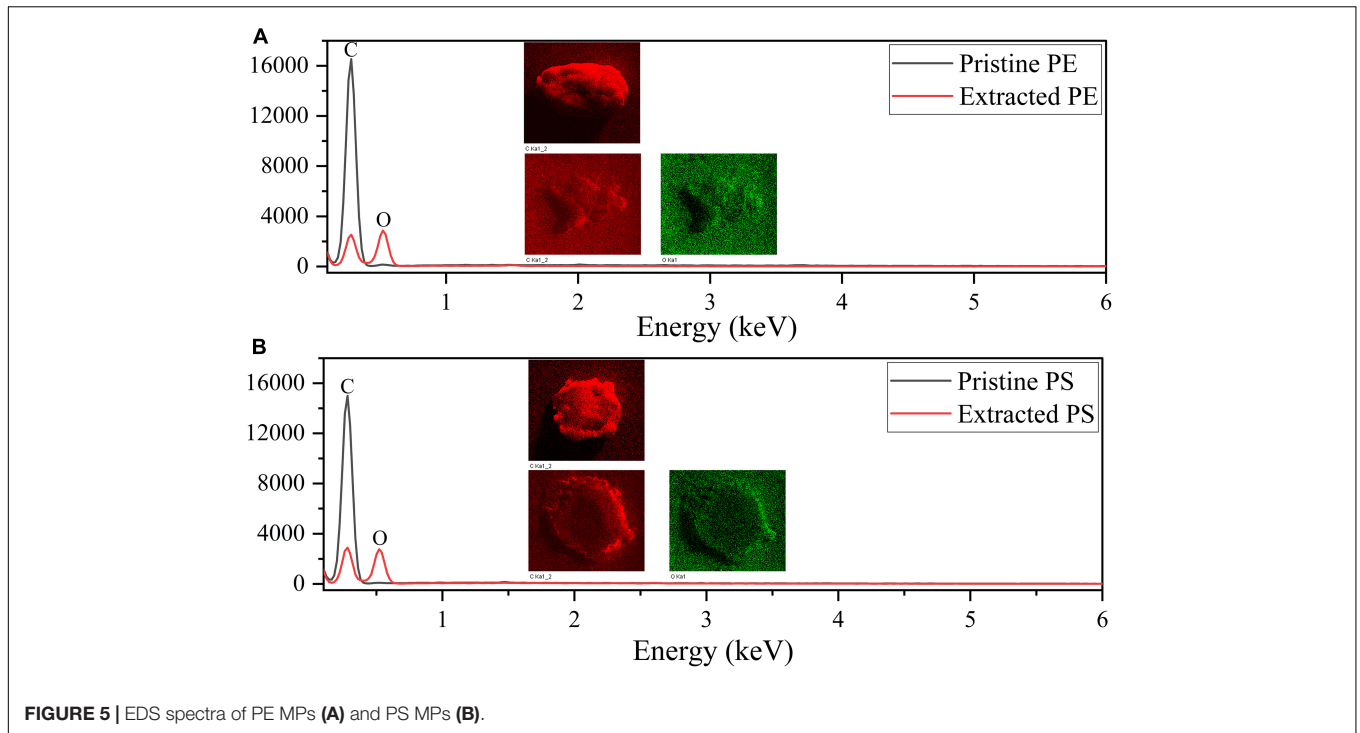 A
C
O
16000
12000
8000
4000
0
Pristine PE
Extracted PE
C Ka1_2
C Ka1_2
O Ka1
1 2 3 4 5 6
Energy (keV)
B
C
O
16000
12000
8000
4000
0
Pristine PS
Extracted PS
C Ka1_2
C Ka1_2
O Ka1
1 2 3 4 5 6
Energy (keV)
FIGURE 5 | EDS spectra of PE MPs (A) and PS MPs (B).